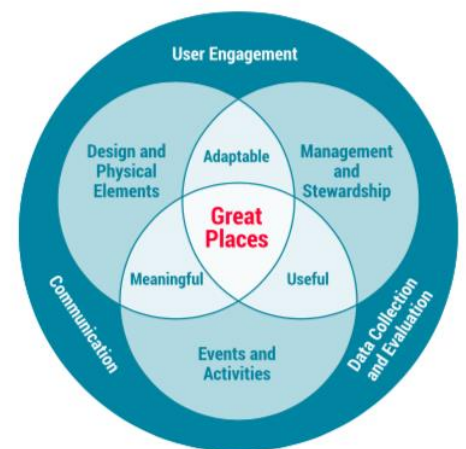 User Engagement
Design and
Physical
Elements
Adaptable
Management
and
Stewardship
Great
Places
Meaningful
Useful
Communication
Data Collection
and Evaluation
Events and
Activities